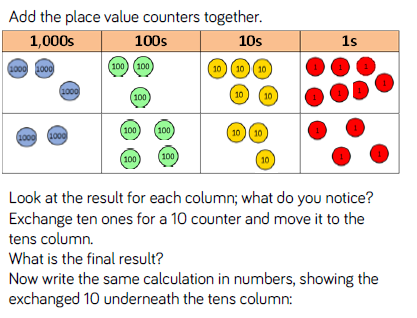 Add the place value counters together.
1,000s 100s 10s 1s
1000 1000 100 100 10 10 10 1 1 1
1000 100 10 10 1 1 1 1
1000 1000 100 100 10 10 1 1
100 100 10 1 1
Look at the result for each column; what do you notice?
Exchange ten ones for a 10 counter and move it to the
tens column.
What is the final result?
Now write the same calculation in numbers, showing the
exchanged 10 underneath the tens column: